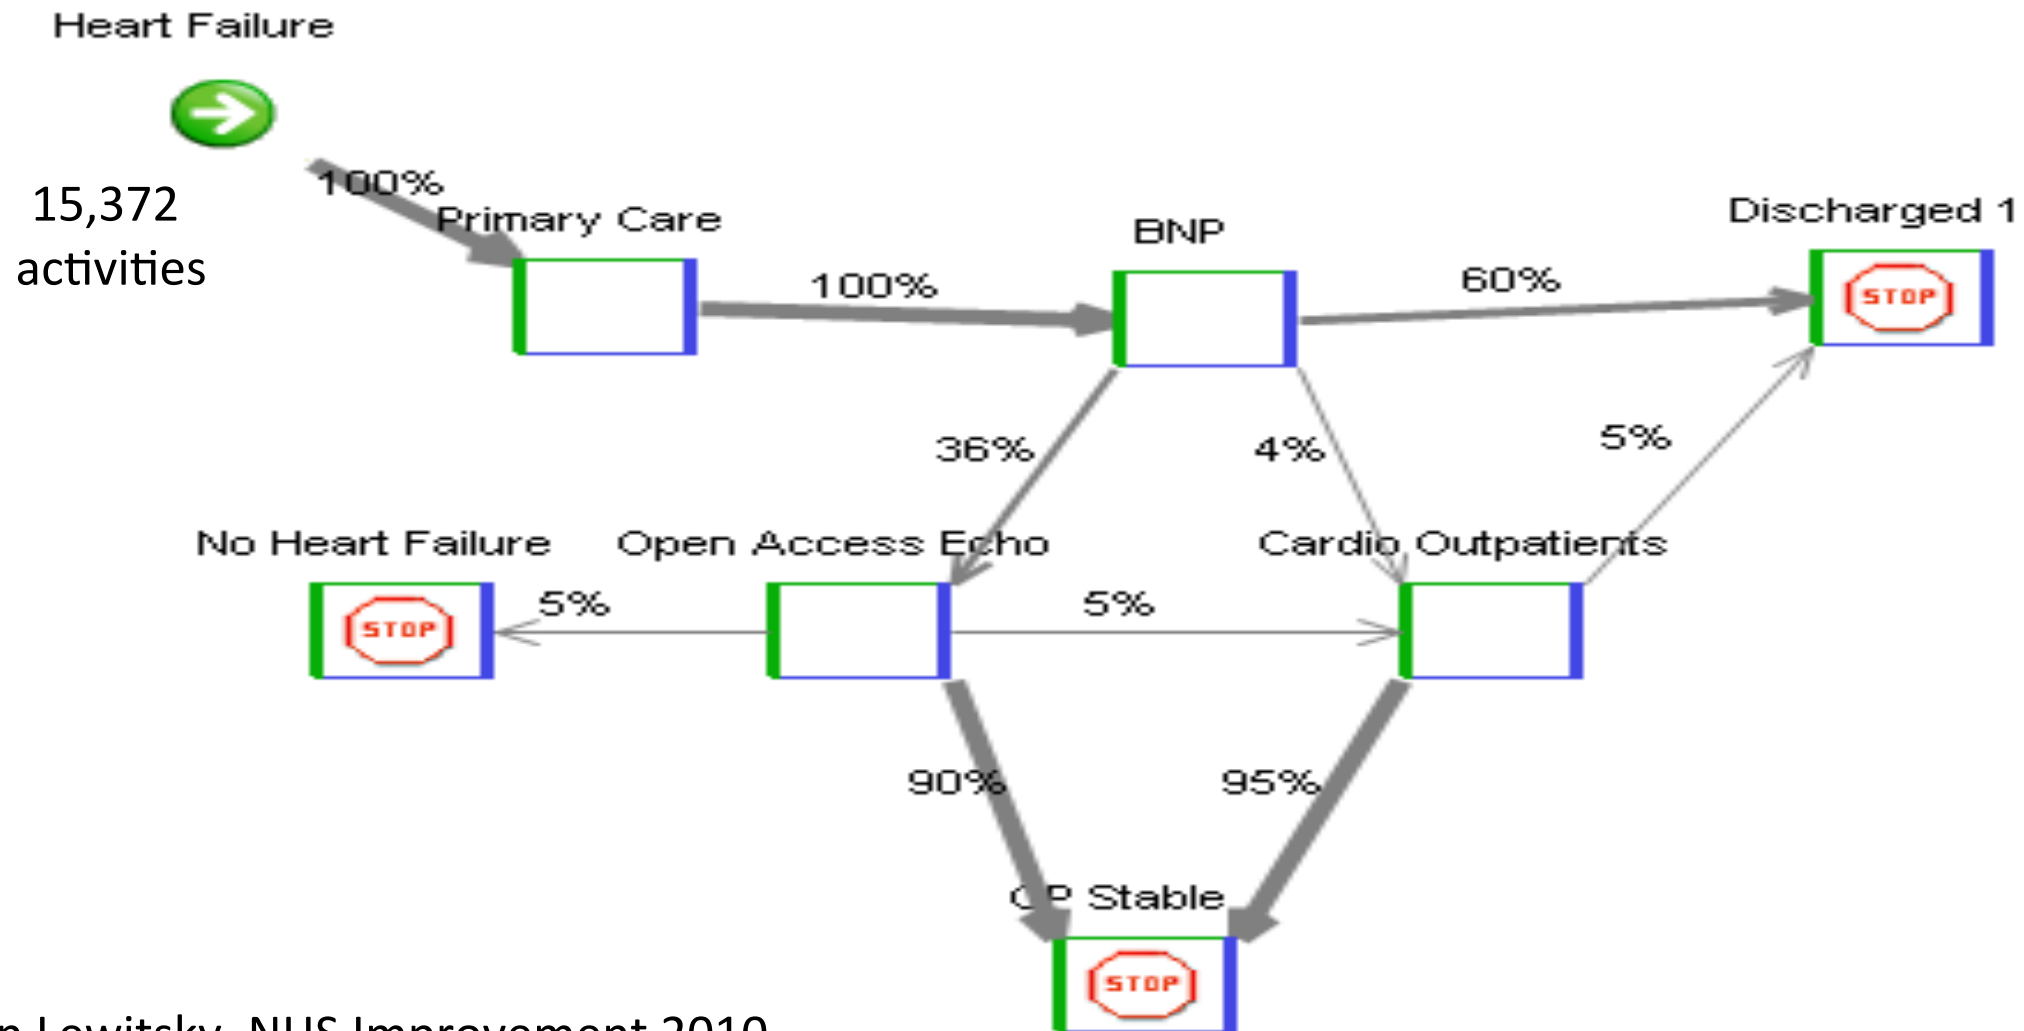 Heart Failure
15,372
activities
100%
Primary Care
100%
BNP
60%
Discharged 1
STOP
36%
4%
5%
No Heart Failure
Open Access Echo
Cardio Outpatients
STOP
5%
5%
90%
95%
Stable
STOP
Lewitsky, NHS Improvement 2010